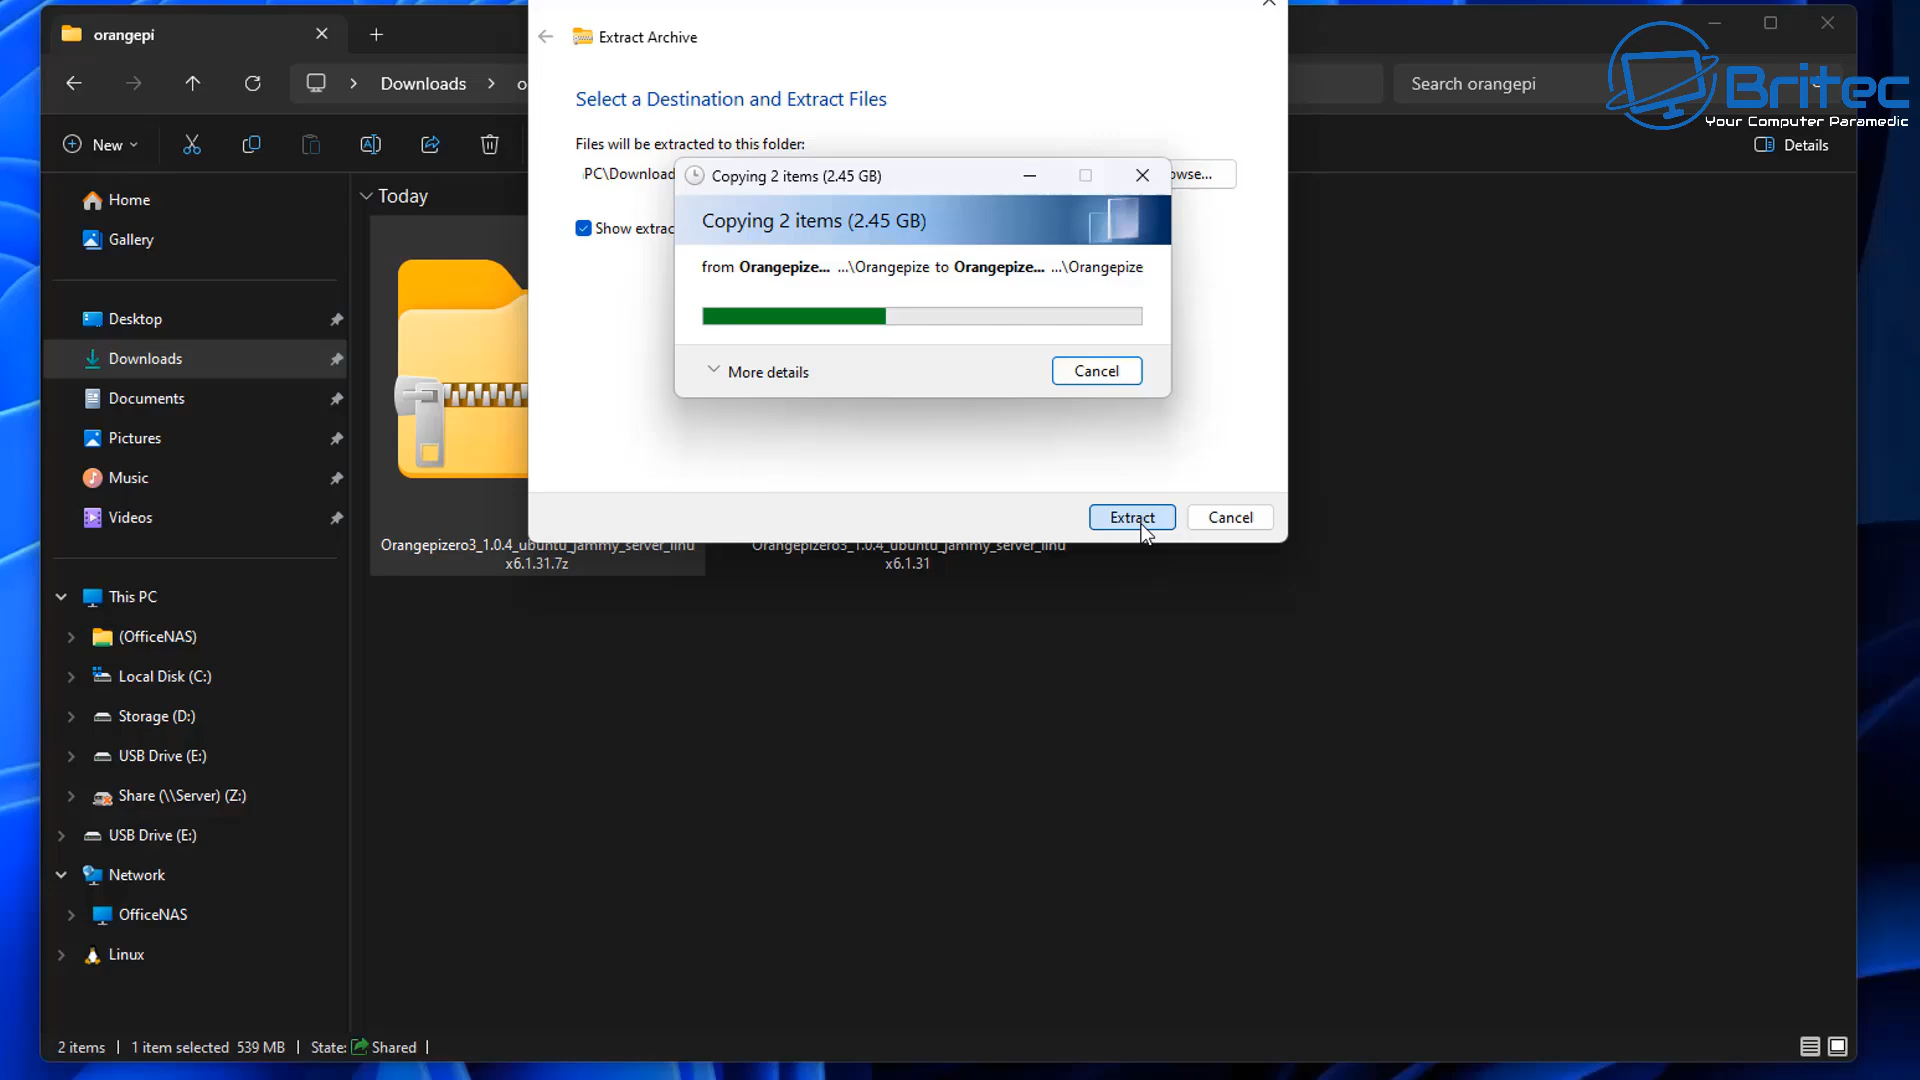 orangepi
Downloads
Search orangepi
New
Details
Home
Gallery
Desktop
Downloads
Documents
Pictures
Music
Videos
This PC
(OfficeNAS)
Local Disk (C:)
Storage (D:)
USB Drive (E:)
Share (\\Server) (Z:)
USB Drive (E:)
Network
OfficeNAS
Linux
Today
Orangepizero3_1.0.4_ubuntu_jammy_server_linu
x6.1.31.7z
Orangepizero3_1.0.4_ubuntu_jammy_server_linu
x6.1.31
Extract Archive
Select a Destination and Extract Files
Files will be extracted to this folder:
PC\Download
owse...
Show extrac
Extract
Cancel
Copying 2 items (2.45 GB)
Copying 2 items (2.45 GB)
from Orangepize... ...\Orangepize to Orangepize... ...\Orangepize
More details
Cancel
2 items | 1 item selected 539 MB | State: Shared |
Britec
Your Computer Paramedic